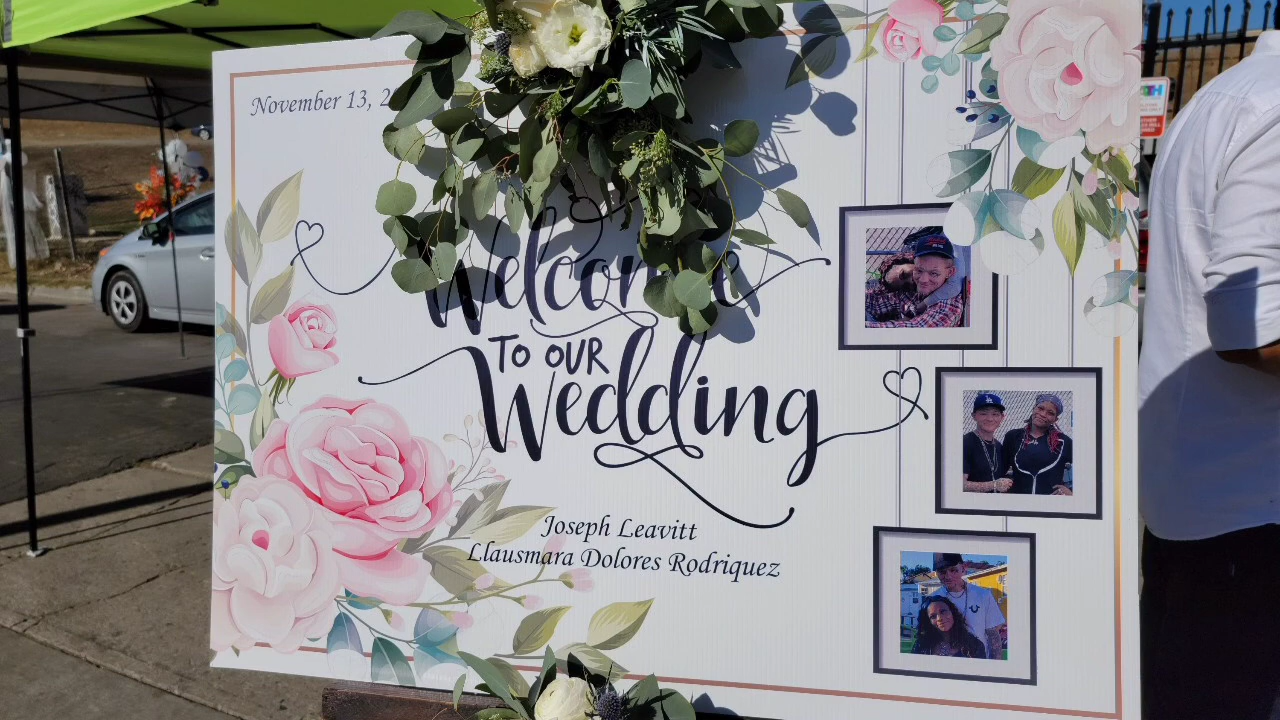 November 13, 2
Welcome
TO OUR
Wedding
Joseph Leavitt
Llausmara Dolores Rodriquez